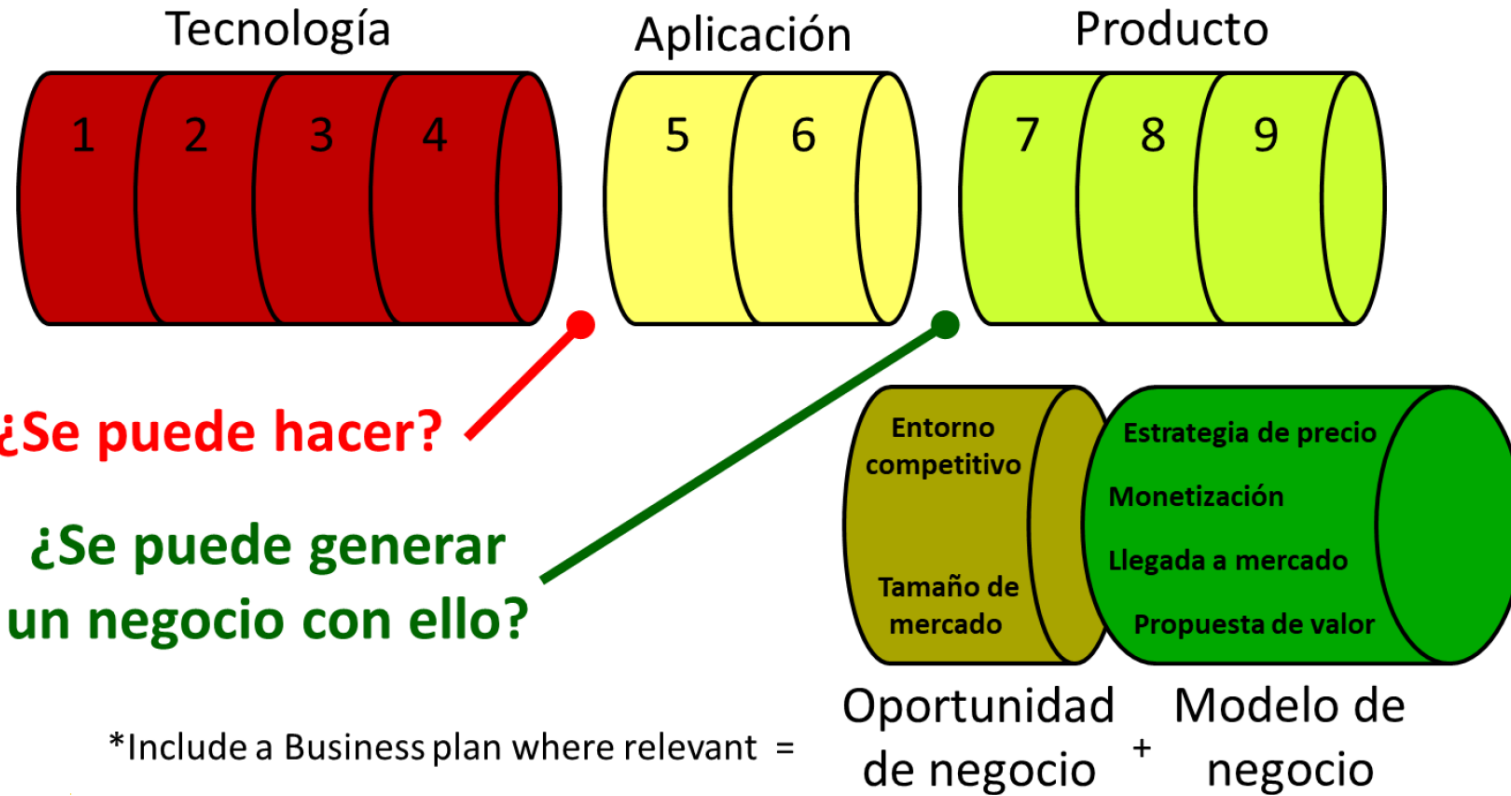 Tecnología
Aplicación
Producto
1 2 3 4
5 6
7 8 9
¿Se puede hacer?
¿Se puede generar
un negocio con ello?
Entorno
competitivo
Tamaño de
mercado
Estrategia de precio
Monetización
Llegada a mercado
Propuesta de valor
*Include a Business plan where relevant =
Oportunidad
de negocio
+
Modelo de
negocio